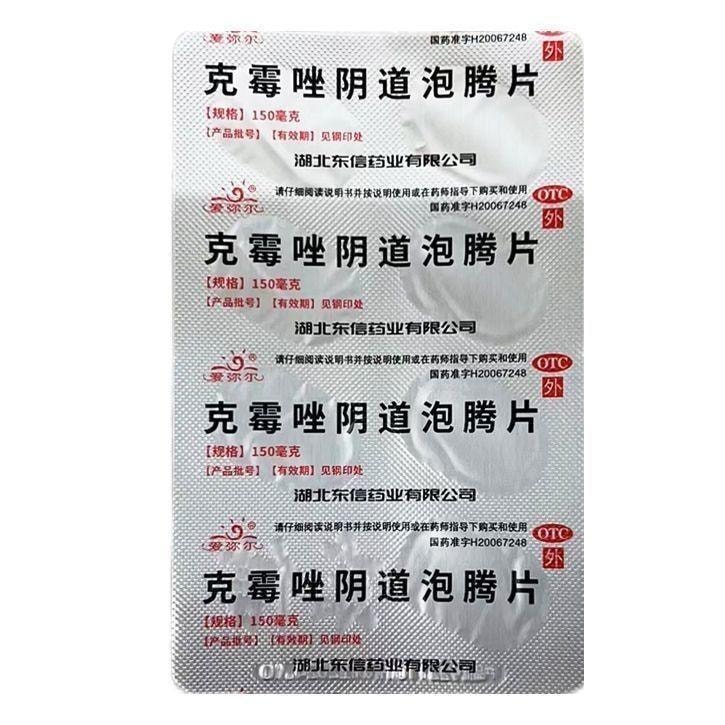 爱弥尔
国药准字H20067248
外
克霉唑阴道泡腾片
【规格】150毫克
【产品批号】【有效期】见钢印处
湖北东信药业有限公司
爱弥尔®
请仔细阅读说明书并按说明使用或在药师指导下购买和使用
OTC
国药准字H20067248
外
克霉唑阴道泡腾片
【规格】150毫克
【产品批号】【有效期】见钢印处
湖北东信药业有限公司
爱弥尔®
请仔细阅读说明书并按说明使用或在药师指导下购买和使用
OTC
国药准字H20067248
外
克霉唑阴道泡腾片
【规格】150毫克
【产品批号】【有效期】见钢印处
湖北东信药业有限公司
爱弥尔®
请仔细阅读说明书并按说明使用或在药师指导下购买和使用
OTC
国药准字H20067248
外
克霉唑阴道泡腾片
【规格】150毫克
【产品批号】【有效期】见钢印处
湖北东信药业有限公司